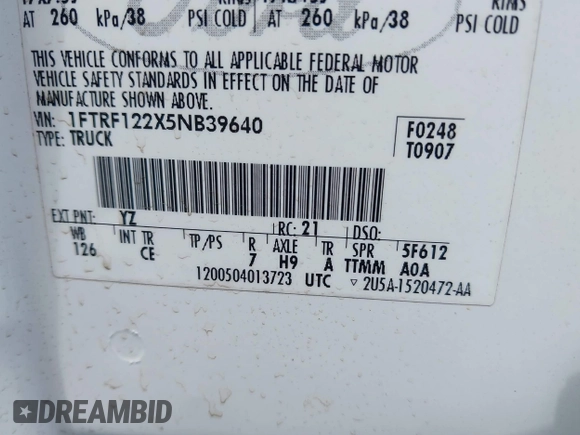 AT 260 kPa/38 PSI COLD AT 260 kPa/38 PSI COLD
THIS VEHICLE CONFORMS TO ALL APPLICABLE FEDERAL MOTOR
VEHICLE SAFETY STANDARDS IN EFFECT ON THE DATE OF
MANUFACTURE SHOWN ABOVE.
VIN: 1FTRF122X5NB39640
TYPE: TRUCK
F0248
T0907
EXT PNT: YZ RC: 21 DSO:
WB INT TR TP/PS R AXLE TR SPR 5F612
126 CE 7 H9 A TTMM A0A
1200504013723 UTC ▽ 2U5A-1520472-AA
DREAMBID